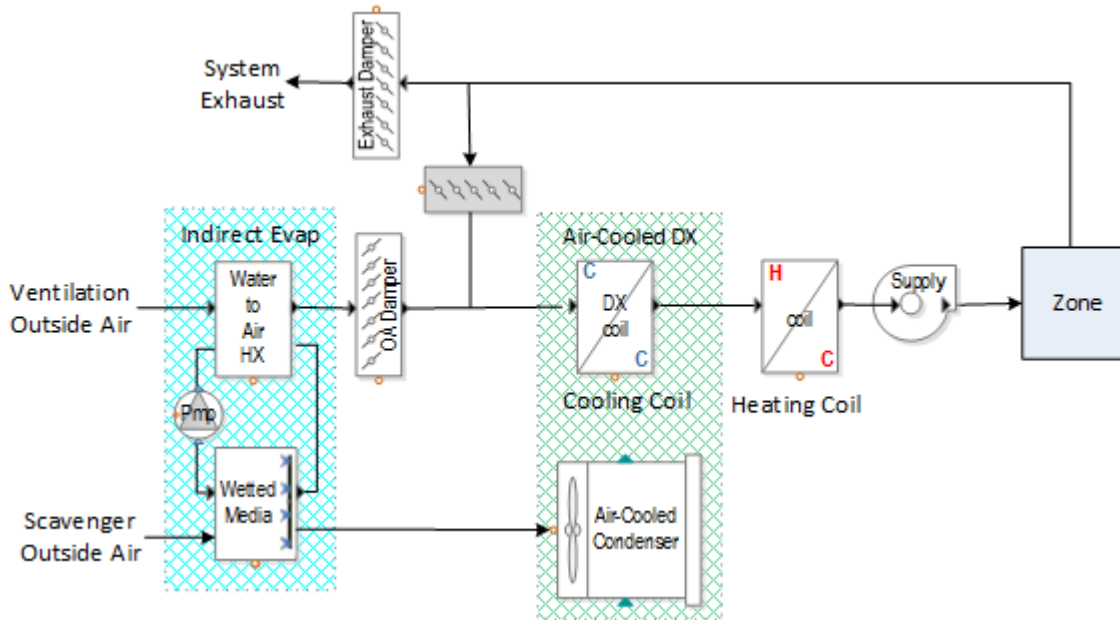 System
Exhaust
Exhaust Damper
Indirect Evap
Air-Cooled DX
Ventilation
Outside Air
Water
to
Air
HX
OA Damper
C
DX
coil
C
Cooling Coil
H
coil
C
Heating Coil
Supply
Zone
Pmp
Wetted
Media
Scavenger
Outside Air
Air-Cooled
Condenser